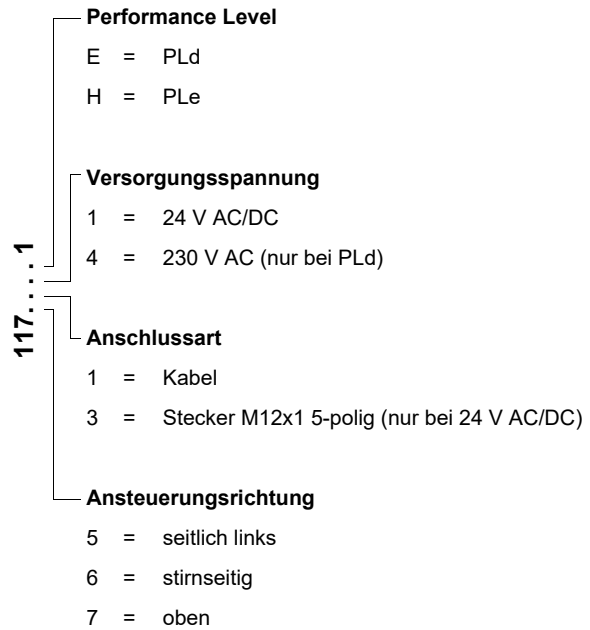 Performance Level
E = PLd
H = PLe
Versorgungsspannung
1 = 24 V AC/DC
4 = 230 V AC (nur bei PLd)
117. . . . 1
Anschlussart
1 = Kabel
3 = Stecker M12x1 5-polig (nur bei 24 V AC/DC)
Ansteuerungsrichtung
5 = seitlich links
6 = stirnseitig
7 = oben